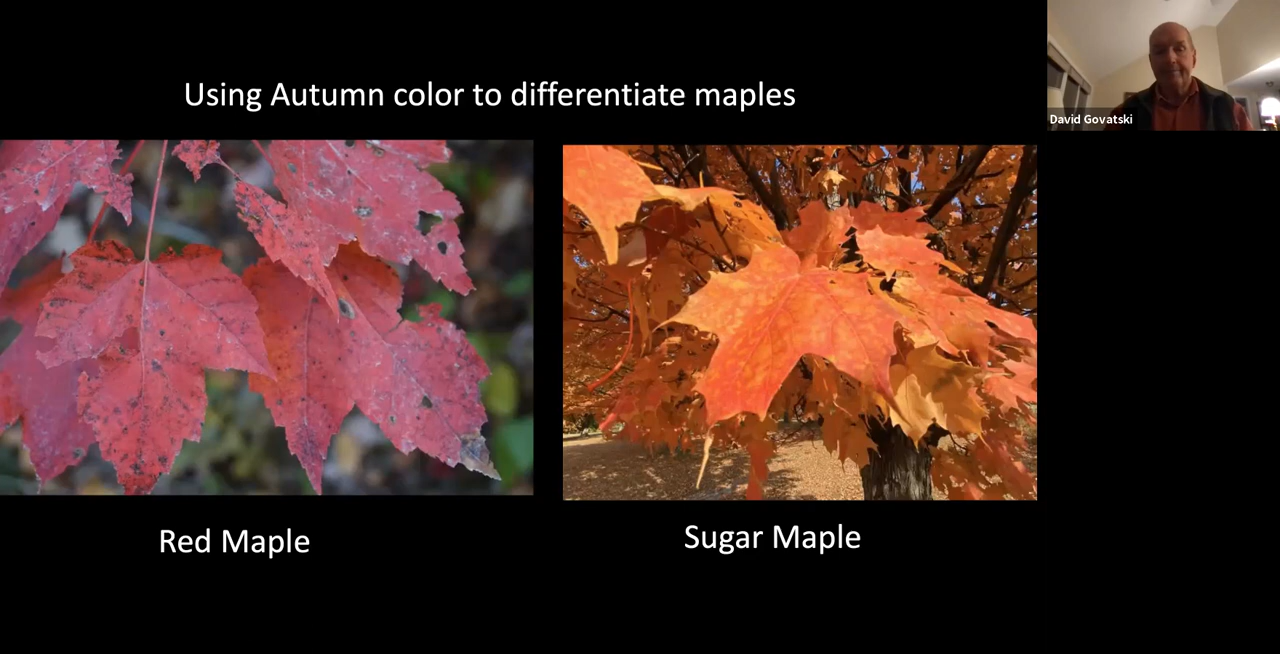 Using Autumn color to differentiate maples
David Govatski
Red Maple
Sugar Maple